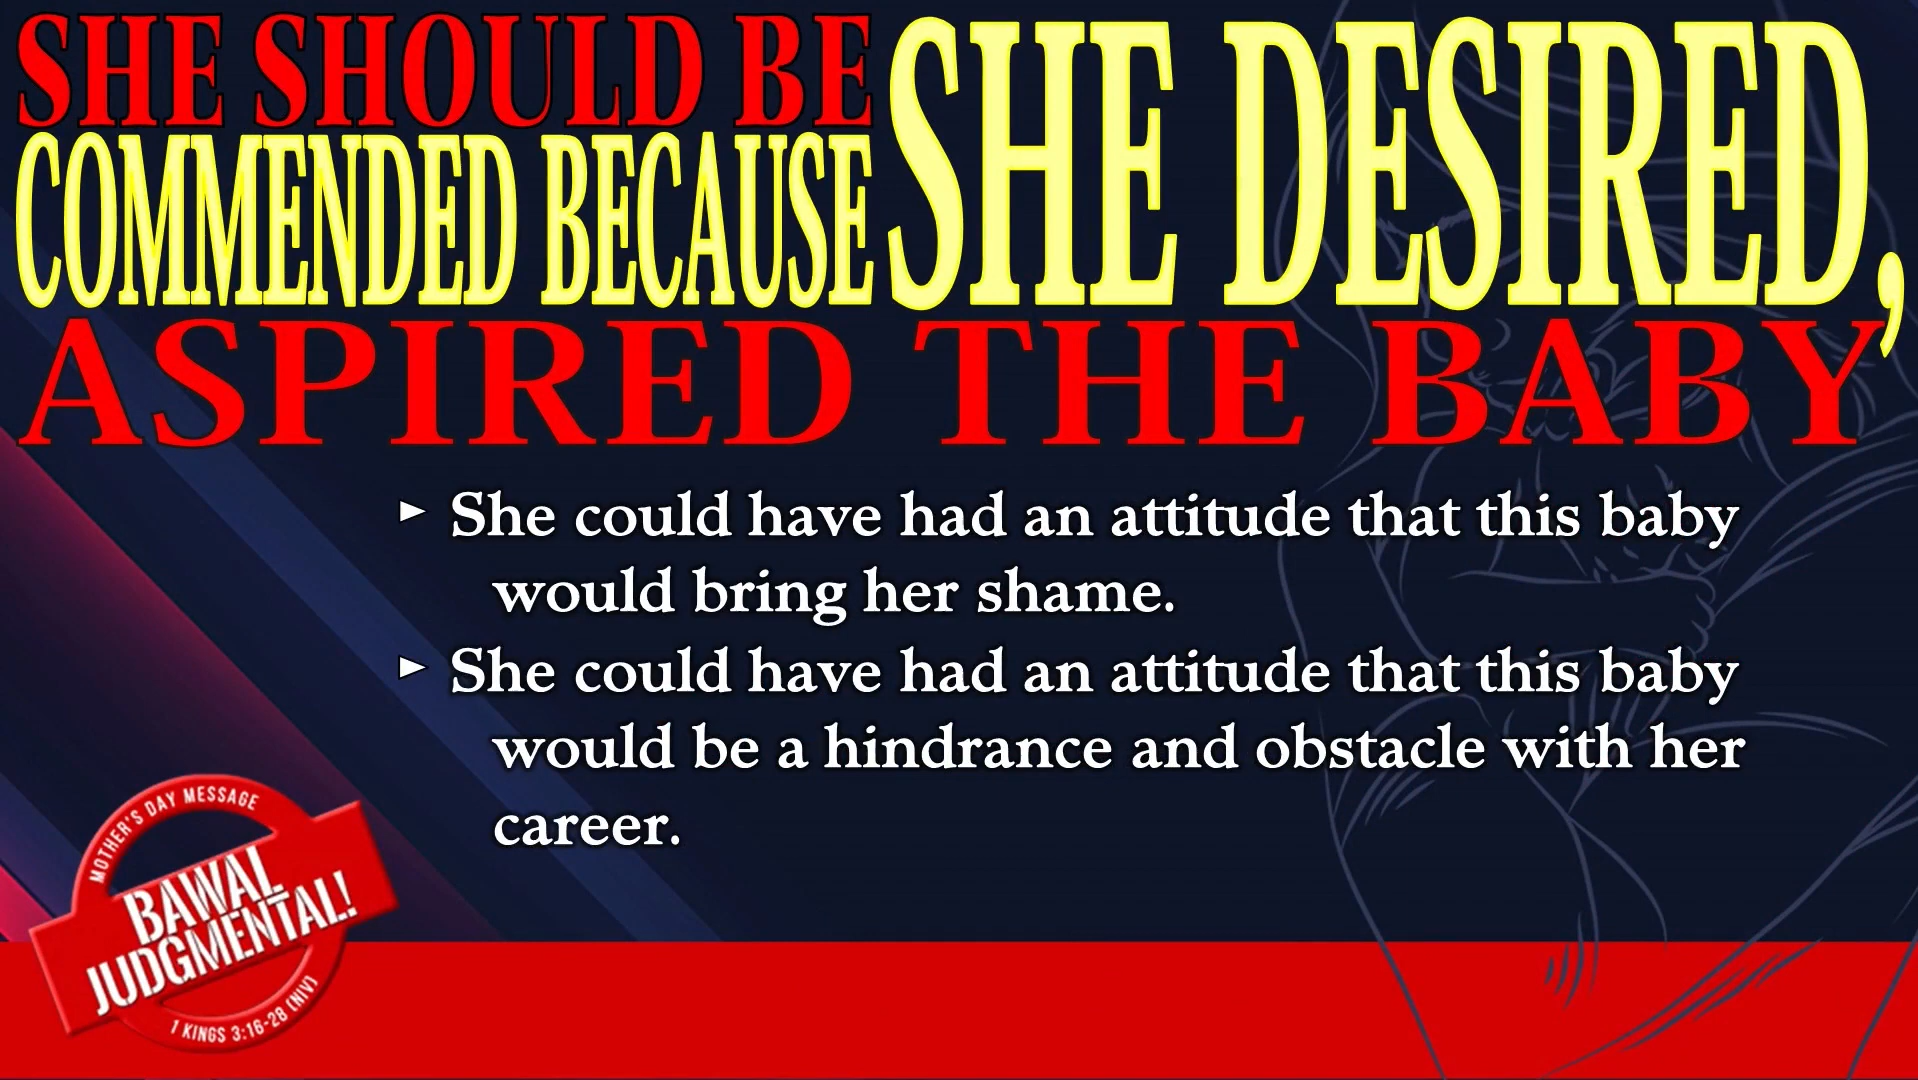 SHE SHOULD BE
COMMENDED BECAUSE
SHE DESIRED,
ASPIRED THE BABY
► She could have had an attitude that this baby
would bring her shame.
► She could have had an attitude that this baby
would be a hindrance and obstacle with her
career.
MOTHER'S DAY MESSAGE
BAWAL
JUDGMENTAL!
1 KINGS 3:16-28 (NIV)